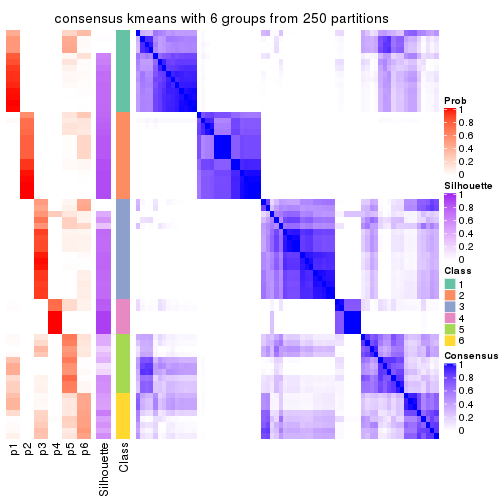 consensus kmeans with 6 groups from 250 partitions
Prob
1
0.8
0.6
0.4
0.2
0
Silhouette
1
0.8
0.6
0.4
0.2
0
Class
1
2
3
4
5
6
Consensus
1
0.8
0.6
0.4
0.2
0
p1
p2
p3
p4
p5
p6
Silhouette
Class